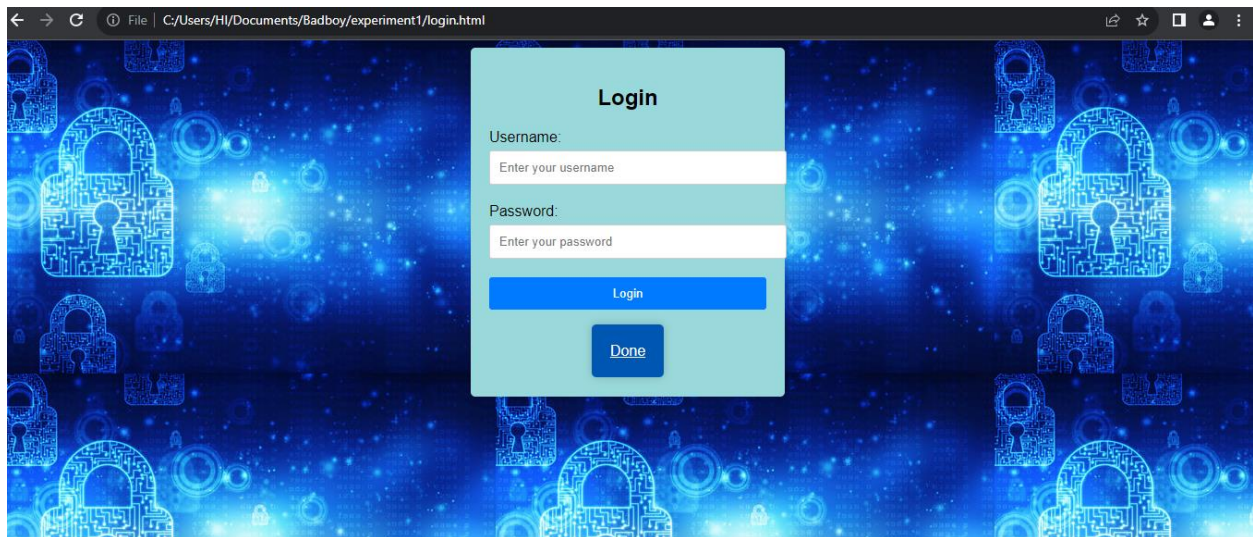 File C:/Users/HI/Documents/Badboy/experiment1/login.html
Login
Username:
Enter your username
Password:
Enter your password
Login
Done